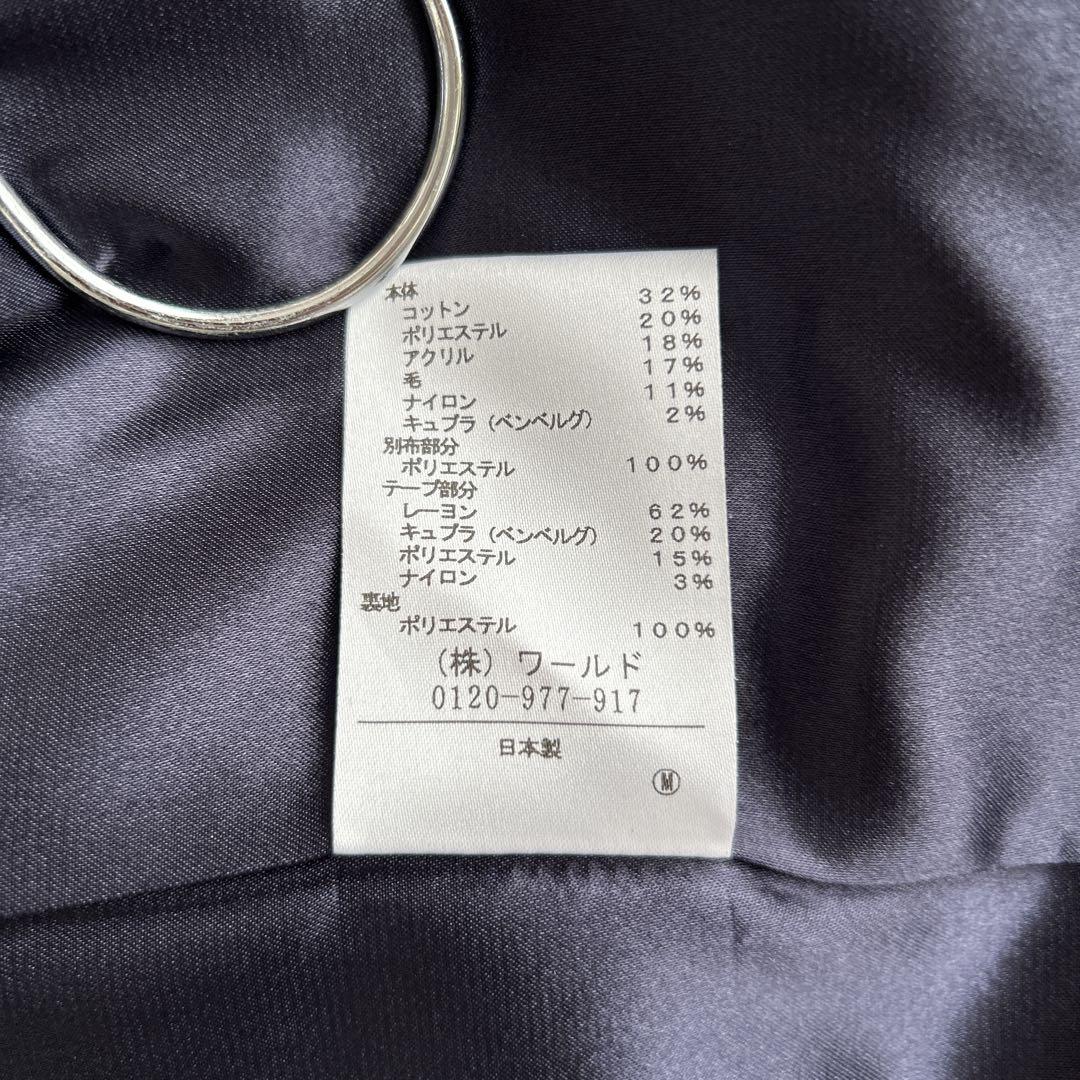 本体
コットン 32%
ポリエステル 20%
アクリル 18%
毛 17%
ナイロン 11%
キュプラ(ベンベルグ) 2%
別布部分
ポリエステル 100%
テープ部分
レーヨン 62%
キュプラ(ベンベルグ) 20%
ポリエステル 15%
ナイロン 3%
裏地
ポリエステル 100%
(株)ワールド
0120-977-917
日本製
Ⓜ